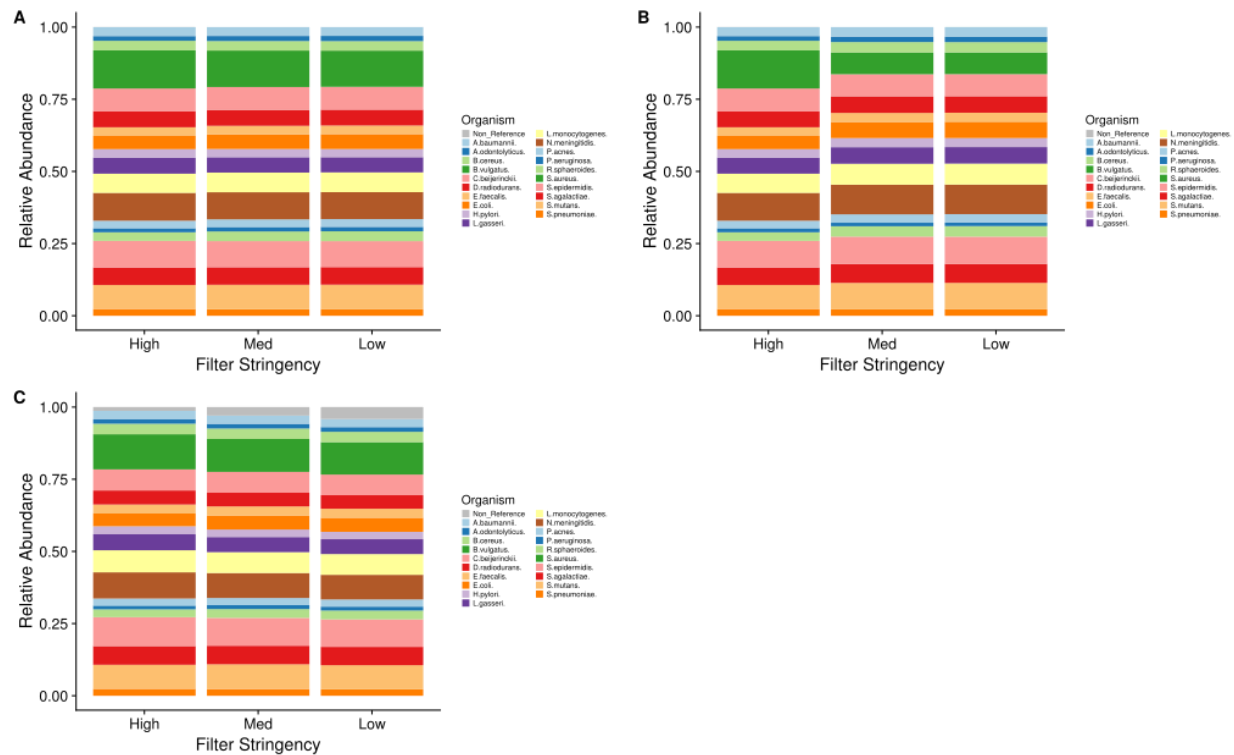 A
1.00
0.75
0.50
0.25
0.00
Relative Abundance
High
Med
Low
Filter Stringency
Organism
Non_Reference
A.baumannii.
A.odontolyticus.
B.cereus.
B.vulgatus.
C.beijerinckii.
D.radiodurans.
E.faecalis.
E.coli.
H.pylori.
L.gasseri.
L.monocytogenes.
N.meningitidis.
P.acnes.
P.aeruginosa.
R.sphaeroides.
S.aureus.
S.epidermidis.
S.agalactiae.
S.mutans.
S.pneumoniae.
B
1.00
0.75
0.50
0.25
0.00
Relative Abundance
High
Med
Low
Filter Stringency
Organism
Non_Reference
A.baumannii.
A.odontolyticus.
B.cereus.
B.vulgatus.
C.beijerinckii.
D.radiodurans.
E.faecalis.
E.coli.
H.pylori.
L.gasseri.
L.monocytogenes.
N.meningitidis.
P.acnes.
P.aeruginosa.
R.sphaeroides.
S.aureus.
S.epidermidis.
S.agalactiae.
S.mutans.
S.pneumoniae.
C
1.00
0.75
0.50
0.25
0.00
Relative Abundance
High
Med
Low
Filter Stringency
Organism
Non_Reference
A.baumannii.
A.odontolyticus.
B.cereus.
B.vulgatus.
C.beijerinckii.
D.radiodurans.
E.faecalis.
E.coli.
H.pylori.
L.gasseri.
L.monocytogenes.
N.meningitidis.
P.acnes.
P.aeruginosa.
R.sphaeroides.
S.aureus.
S.epidermidis.
S.agalactiae.
S.mutans.
S.pneumoniae.